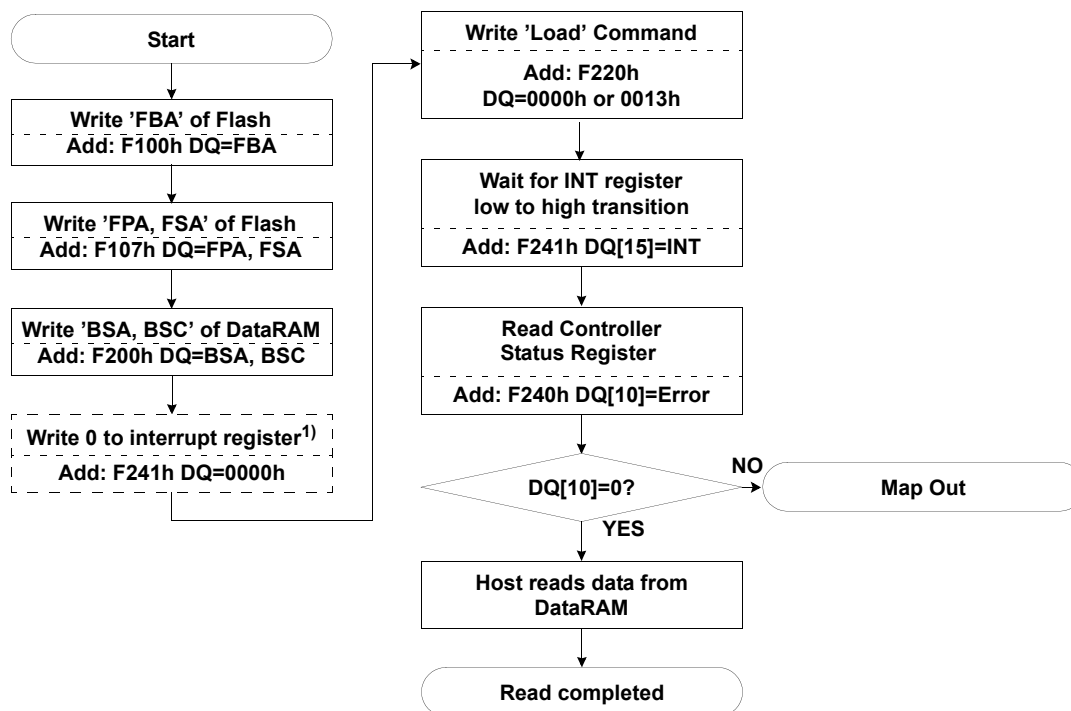 Start
Write ’FBA’ of Flash
Add: F100h DQ=FBA
Write ’FPA, FSA’ of Flash
Add: F107h DQ=FPA, FSA
Write ’BSA, BSC’ of DataRAM
Add: F200h DQ=BSA, BSC
Write 0 to interrupt register1)
Add: F241h DQ=0000h
Write ’Load’ Command
Add: F220h
DQ=0000h or 0013h
Wait for INT register
low to high transition
Add: F241h DQ[15]=INT
Read Controller
Status Register
Add: F240h DQ[10]=Error
DQ[10]=0?
NO
Map Out
YES
Host reads data from
DataRAM
Read completed